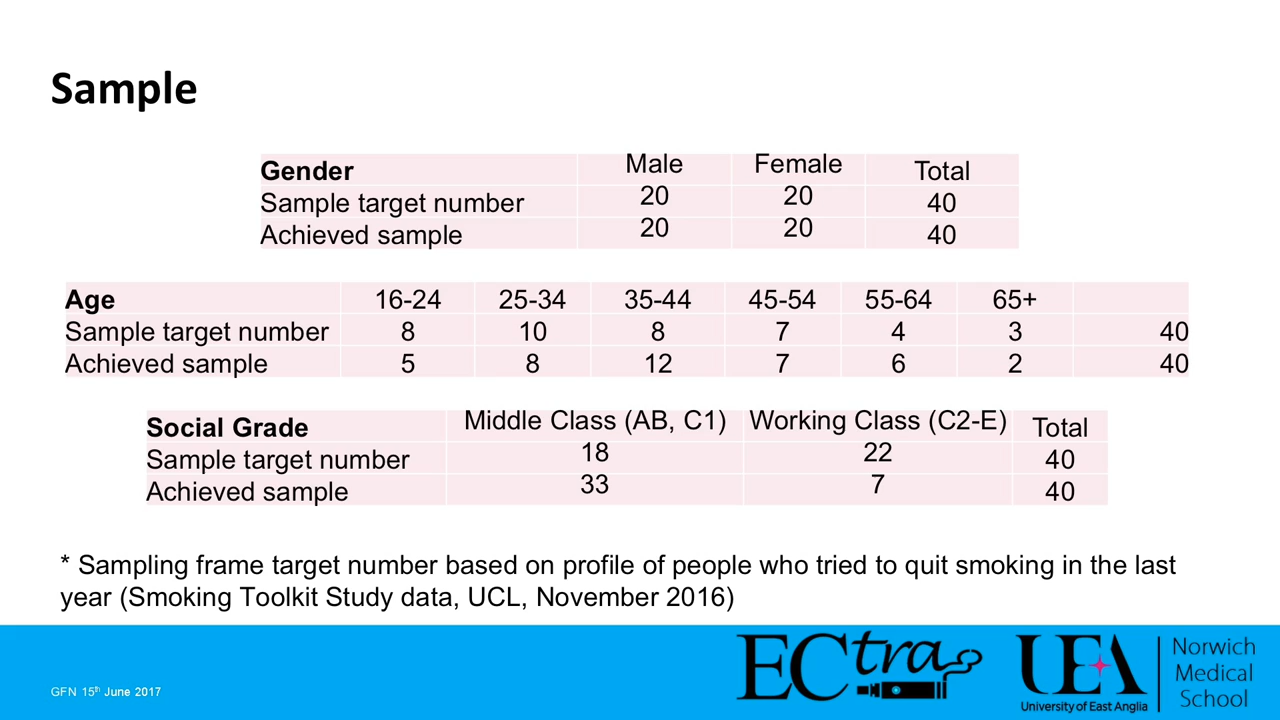 Sample
Gender Male Female Total
Sample target number 20 20 40
Achieved sample 20 20 40
Age 16-24 25-34 35-44 45-54 55-64 65+
Sample target number 8 10 8 7 4 3 40
Achieved sample 5 8 12 7 6 2 40
Social Grade Middle Class (AB, C1) Working Class (C2-E) Total
Sample target number 18 22 40
Achieved sample 33 7 40
* Sampling frame target number based on profile of people who tried to quit smoking in the last
year (Smoking Toolkit Study data, UCL, November 2016)
GFN 15th June 2017
ECtra
UEA
University of East Anglia
Norwich
Medical
School